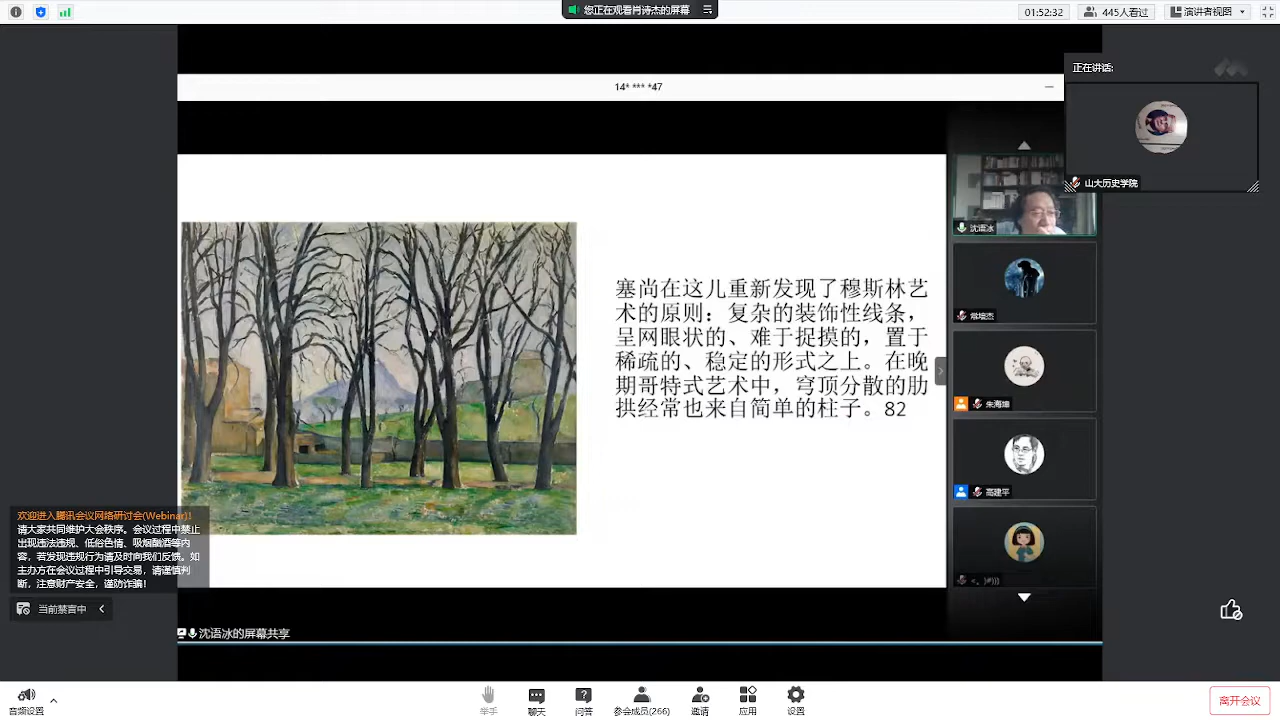 您正在观看肖诗杰的屏幕
01:52:32
445人看过
演讲者视图
14* *** *47
正在讲话:
山大历史学院
沈语冰
塞尚在这儿重新发现了穆斯林艺
术的原则：复杂的装饰性线条，
呈网眼状的、难于捉摸的，置于
稀疏的、稳定的形式之上。在晚
期哥特式艺术中，穹顶分散的肋
拱经常也来自简单的柱子。82
常培杰
高建平
<。)#)))
欢迎进入腾讯会议网络研讨会(Webinar)!
请大家共同维护大会秩序。会议过程中禁止
出现违法违规、低俗色情、吸烟酗酒等内
容，若发现违规行为请及时向我们反馈。如
主办方在会议过程中引导交易，请谨慎判
断，注意财产安全，谨防诈骗!
当前禁言中
沈语冰的屏幕共享
音频设置
举手
聊天
问答
参会成员(266)
邀请
应用
设置
离开会议